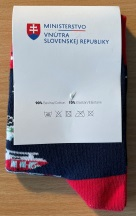 MINISTERSTVO
VNÚTRA
SLOVENSKEJ REPUBLIKY